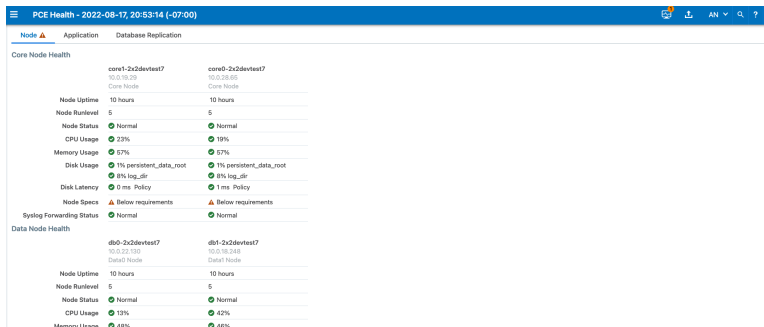 PCE Health - 2022-08-17, 20:53:14 (-07:00) 1 AN ?
Node Application Database Replication
Core Node Health
core1-2x2devtest7 core0-2x2devtest7
10.0.19.29 10.0.28.86
Core Node Core Node
Node Uptime 10 hours 10 hours
Node Runlevel 5 5
Node Status Normal Normal
CPU Usage 23% 19%
Memory Usage 57% 57%
Disk Usage 1% persistent_data_root 1% persistent_data_root
8% log_dir 8% log_dir
Disk Latency 0 ms Policy 1 ms Policy
Node Specs Below requirements Below requirements
Syslog Forwarding Status Normal Normal
Data Node Health
db0-2x2devtest7 db1-2x2devtest7
10.0.22.130 10.0.18.248
Data0 Node Data1 Node
Node Uptime 10 hours 10 hours
Node Runlevel 5 5
Node Status Normal Normal
CPU Usage 13% 42%
Memory Usage 48% 46%